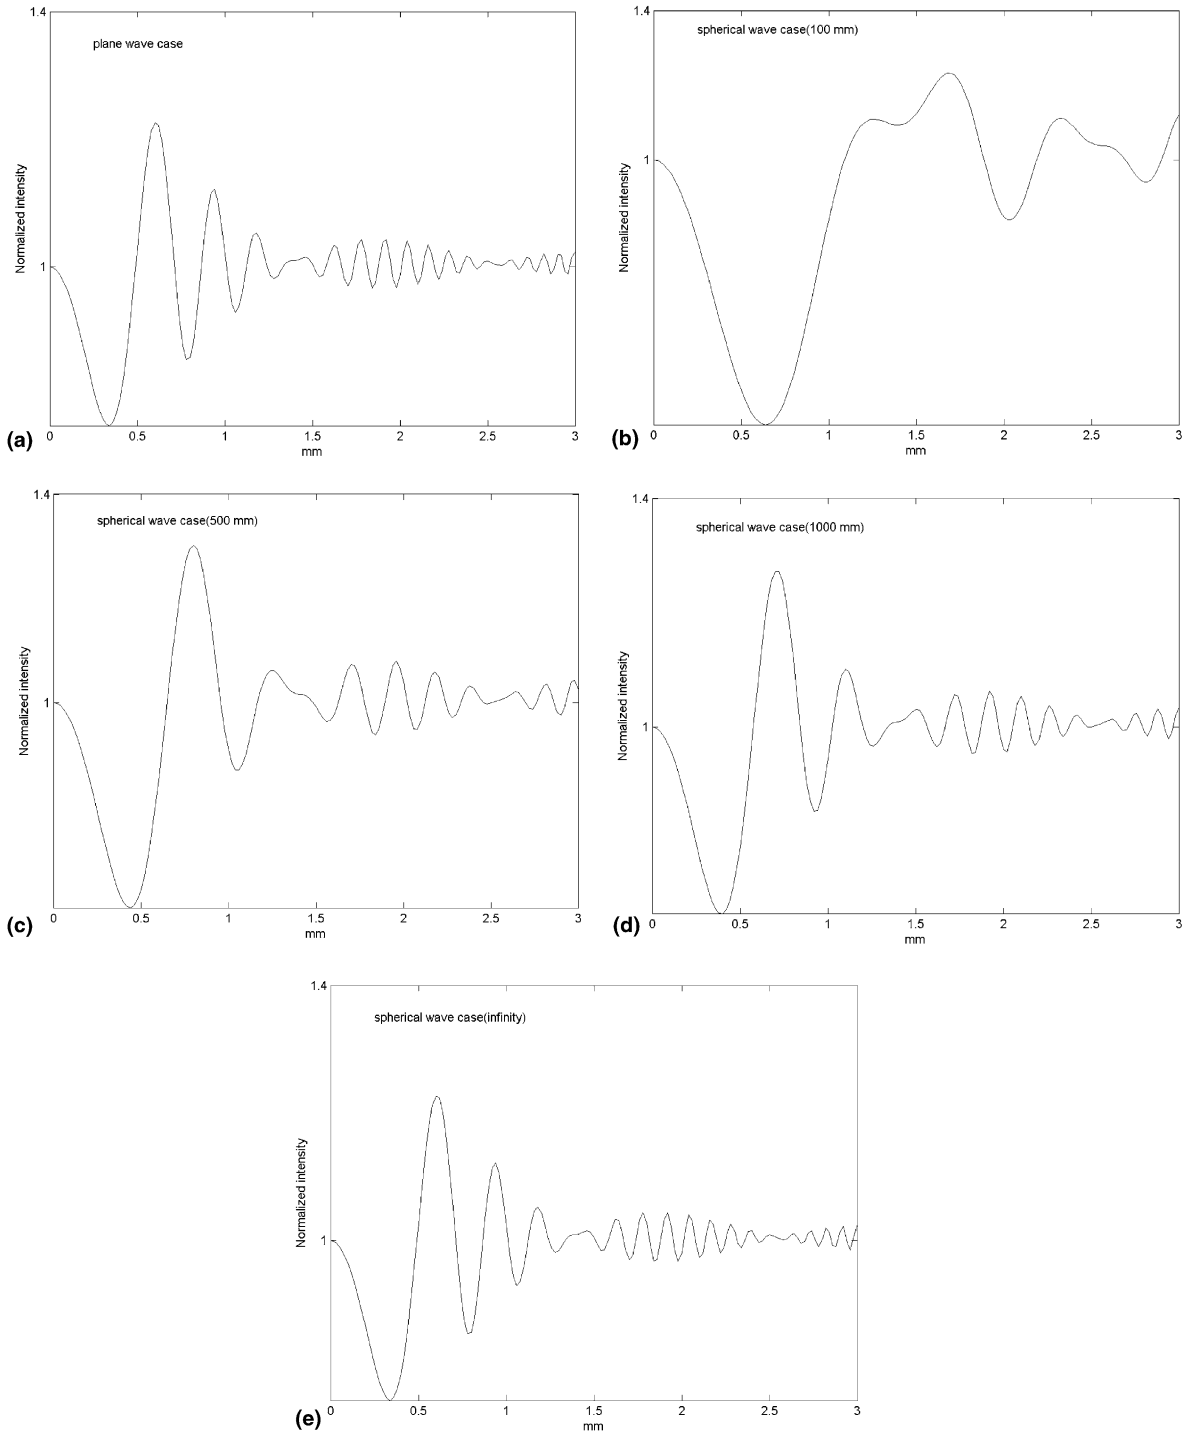 1.4
plane wave case
Normalized intensity
1
0 0.5 1 1.5 2 2.5 3
mm
(a)
1.4
spherical wave case(100 mm)
Normalized intensity
1
0 0.5 1 1.5 2 2.5 3
mm
(b)
1.4
spherical wave case(500 mm)
Normalized intensity
1
0 0.5 1 1.5 2 2.5 3
mm
(c)
1.4
spherical wave case(1000 mm)
Normalized intensity
1
0 0.5 1 1.5 2 2.5 3
mm
(d)
1.4
spherical wave case(infinity)
Normalized intensity
1
0 0.5 1 1.5 2 2.5 3
mm
(e)